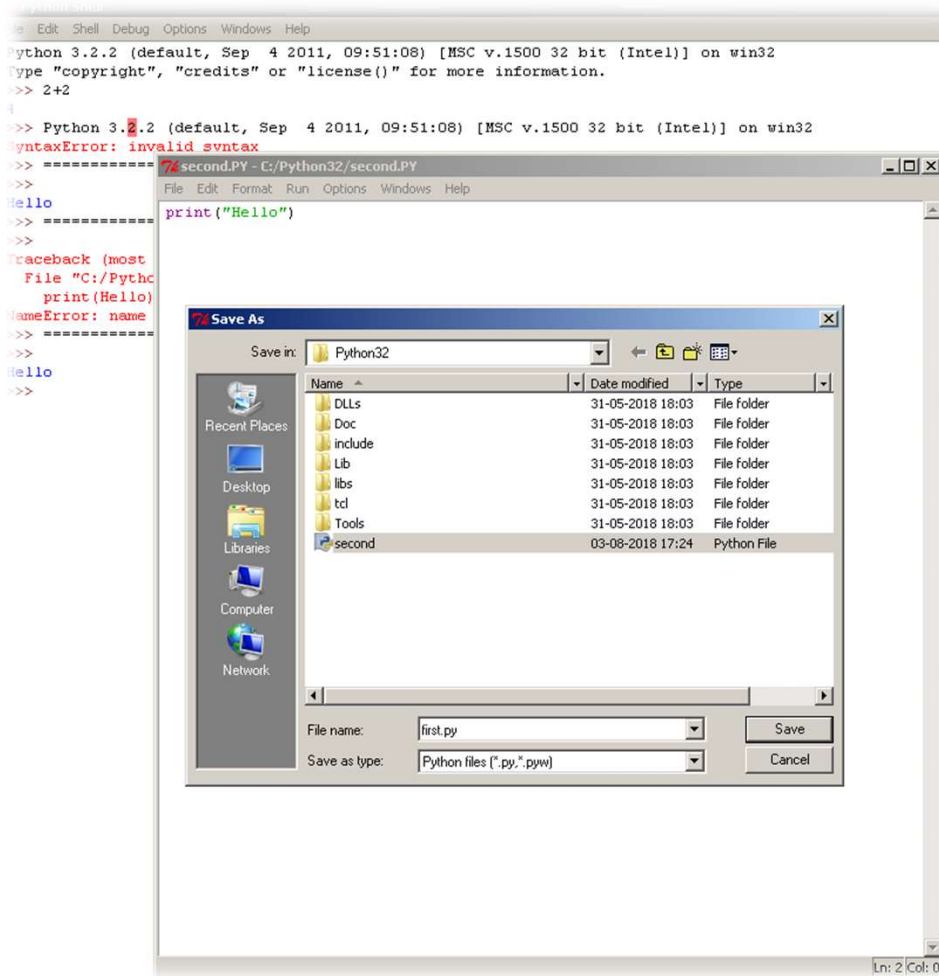 Python Shell
Edit Shell Debug Options Windows Help
Python 3.2.2 (default, Sep 4 2011, 09:51:08) [MSC v.1500 32 bit (Intel)] on win32
Type "copyright", "credits" or "license()" for more information.
>>> 2+2
4
>>> Python 3.2.2 (default, Sep 4 2011, 09:51:08) [MSC v.1500 32 bit (Intel)] on win32
SyntaxError: invalid syntax
>>> ============
>>>
Hello
>>> ============
>>>
Traceback (most
File "C:/Pytho
print(Hello)
NameError: name
>>> ============
>>>
Hello
>>>
second.PY - C:/Python32/second.PY
File Edit Format Run Options Windows Help
print("Hello")
Save As
Save in: Python32
Name Date modified Type
DLLs 31-05-2018 18:03 File folder
Doc 31-05-2018 18:03 File folder
include 31-05-2018 18:03 File folder
Lib 31-05-2018 18:03 File folder
libs 31-05-2018 18:03 File folder
tcl 31-05-2018 18:03 File folder
Tools 31-05-2018 18:03 File folder
second 03-08-2018 17:24 Python File
Recent Places
Desktop
Libraries
Computer
Network
File name: first.py
Save
Save as type: Python files (*.py,*.pyw)
Cancel
Ln: 2 Col: 0